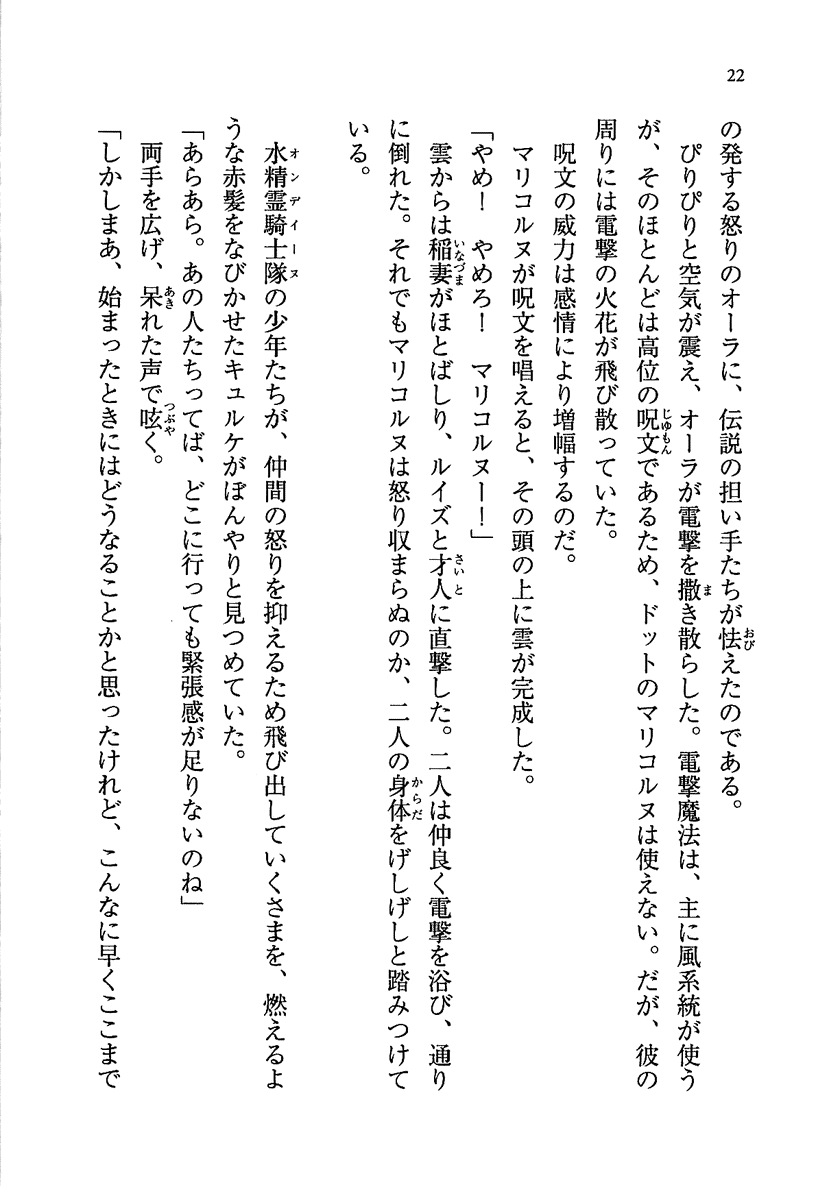 22
の発する怒りのオーラに、伝説の担い手たちが怯えたのである。
ぴりぴりと空気が震え、オーラが電撃を撒き散らした。電撃魔法は、主に風系統が使う
が、そのほとんどは高位の呪文であるため、ドットのマリコルヌは使えない。だが、彼の
周りには電撃の火花が飛び散っていた。
呪文の威力は感情により増幅するのだ。
マリコルヌが呪文を唱えると、その頭の上に雲が完成した。
「やめ！　やめろ！　マリコルヌー！」
雲からは稲妻がほとばしり、ルイズと才人に直撃した。二人は仲良く電撃を浴び、通り
に倒れた。それでもマリコルヌは怒り収まらぬのか、二人の身体をげしげしと踏みつけて
いる。
水精霊騎士隊の少年たちが、仲間の怒りを抑えるため飛び出していくさまを、燃えるよ
うな赤髪をなびかせたキュルケがぼんやりと見つめていた。
「あらあら。あの人たちってば、どこに行っても緊張感が足りないのね」
両手を広げ、呆れた声で呟く。
「しかしまあ、始まったときにはどうなることかと思ったけれど、こんなに早くここまで